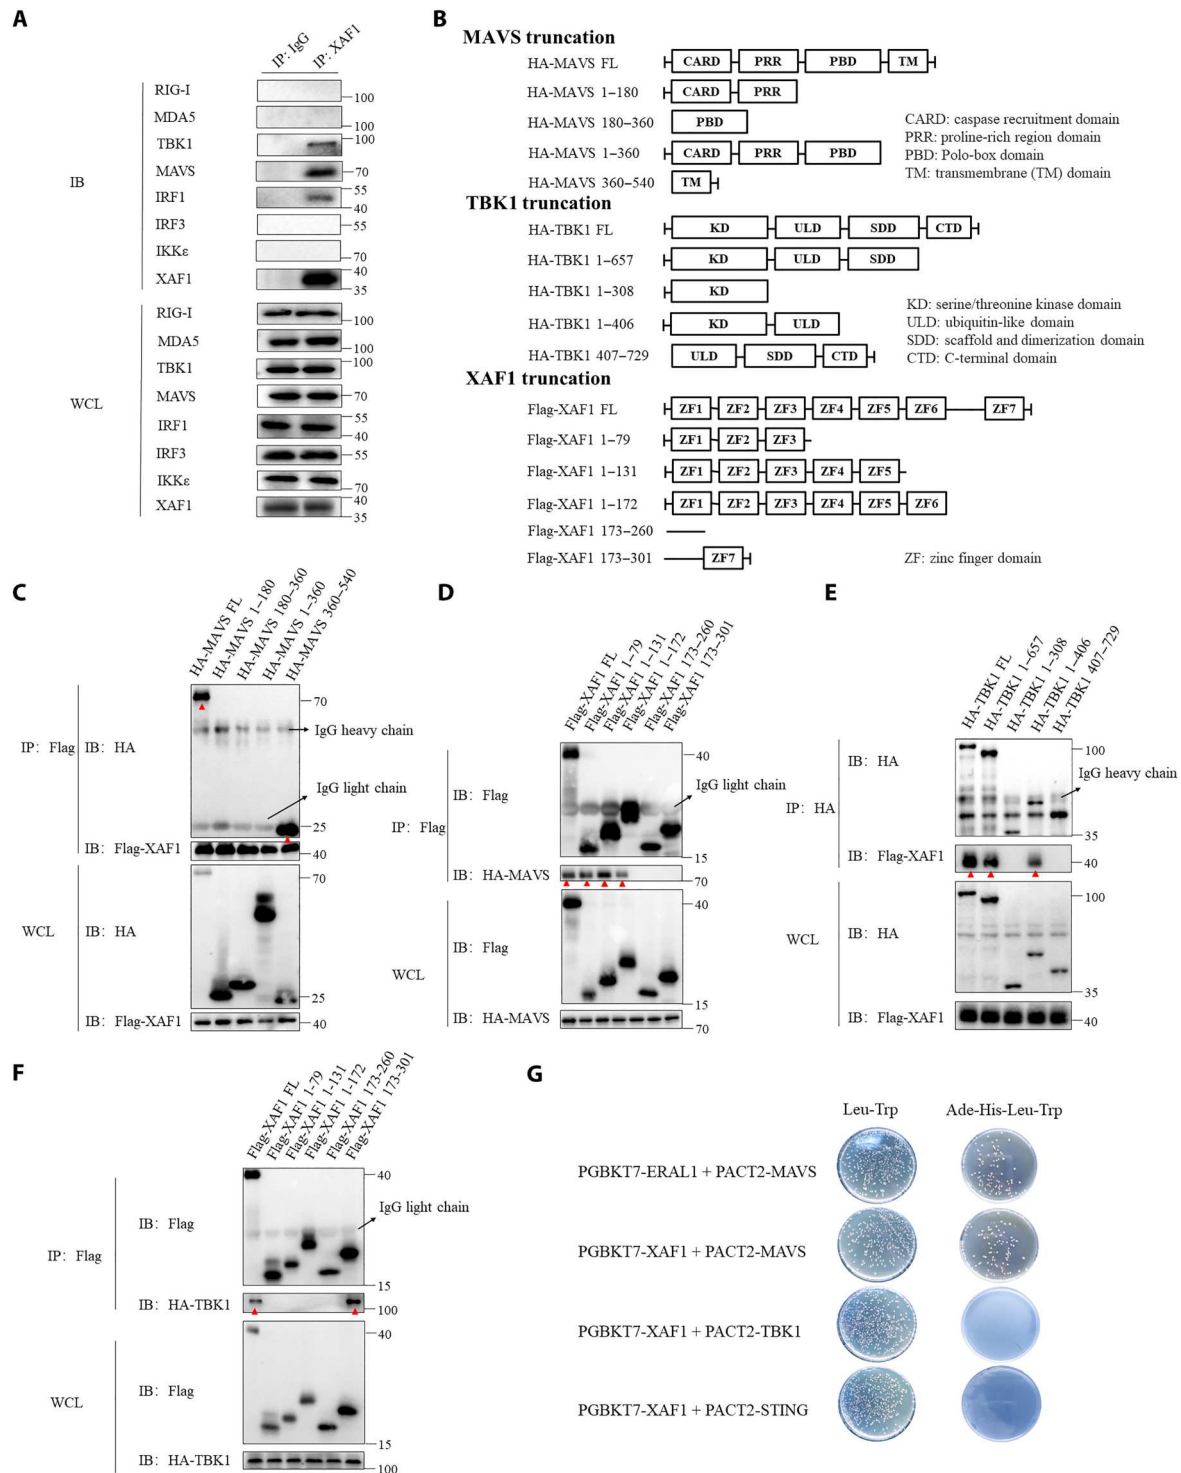 A
IP: IgG
IP: XAF1
IB
RIG-I
100
MDA5
100
TBK1
100
MAVS
70
IRF1
55
40
IRF3
55
IKKε
70
XAF1
40
35
WCL
RIG-I
100
MDA5
100
TBK1
100
MAVS
70
IRF1
55
40
IRF3
55
IKKε
70
XAF1
40
35
B
MAVS truncation
HA-MAVS FL
CARD PRR PBD TM
HA-MAVS 1–180
CARD PRR
HA-MAVS 180–360
PBD
HA-MAVS 1–360
CARD PRR PBD
HA-MAVS 360–540
TM
CARD: caspase recruitment domain
PRR: proline-rich region domain
PBD: Polo-box domain
TM: transmembrane (TM) domain
TBK1 truncation
HA-TBK1 FL
KD ULD SDD CTD
HA-TBK1 1–657
KD ULD SDD
HA-TBK1 1–308
KD
HA-TBK1 1–406
KD ULD
HA-TBK1 407–729
ULD SDD CTD
KD: serine/threonine kinase domain
ULD: ubiquitin-like domain
SDD: scaffold and dimerization domain
CTD: C-terminal domain
XAF1 truncation
Flag-XAF1 FL
ZF1 ZF2 ZF3 ZF4 ZF5 ZF6 ZF7
Flag-XAF1 1–79
ZF1 ZF2 ZF3
Flag-XAF1 1–131
ZF1 ZF2 ZF3 ZF4 ZF5
Flag-XAF1 1–172
ZF1 ZF2 ZF3 ZF4 ZF5 ZF6
Flag-XAF1 173–260
Flag-XAF1 173–301
ZF7
ZF: zinc finger domain
C
HA-MAVS FL
HA-MAVS 1–180
HA-MAVS 180–360
HA-MAVS 1–360
HA-MAVS 360–540
IP: Flag
IB: HA
70
IgG heavy chain
IgG light chain
25
IB: Flag-XAF1
40
WCL
IB: HA
70
25
IB: Flag-XAF1
40
D
Flag-XAF1 FL
Flag-XAF1 1–79
Flag-XAF1 1–131
Flag-XAF1 1–172
Flag-XAF1 173–260
Flag-XAF1 173–301
IP: Flag
IB: Flag
40
IgG light chain
15
IB: HA-MAVS
70
WCL
IB: Flag
40
15
IB: HA-MAVS
70
E
HA-TBK1 FL
HA-TBK1 1–657
HA-TBK1 1–308
HA-TBK1 1–406
HA-TBK1 407–729
IP: HA
IB: HA
100
IgG heavy chain
35
IB: Flag-XAF1
40
WCL
IB: HA
100
35
IB: Flag-XAF1
40
F
Flag-XAF1 FL
Flag-XAF1 1-79
Flag-XAF1 1-131
Flag-XAF1 1-172
Flag-XAF1 173-260
Flag-XAF1 173-301
IP: Flag
IB: Flag
40
IgG light chain
15
IB: HA-TBK1
100
WCL
IB: Flag
40
15
IB: HA-TBK1
100
G
Leu-Trp
Ade-His-Leu-Trp
PGBKT7-ERAL1 + PACT2-MAVS
PGBKT7-XAF1 + PACT2-MAVS
PGBKT7-XAF1 + PACT2-TBK1
PGBKT7-XAF1 + PACT2-STING